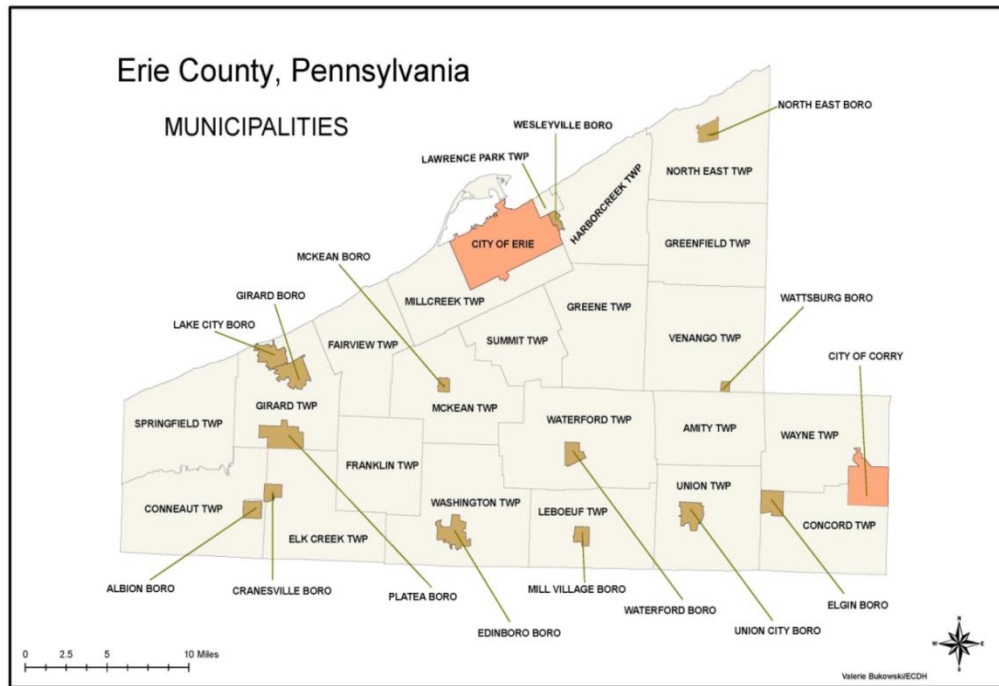 Erie County, Pennsylvania
MUNICIPALITIES
NORTH EAST BORO
WESLEYVILLE BORO
LAWRENCE PARK TWP
NORTH EAST TWP
HARBORCREEK TWP
CITY OF ERIE
GREENFIELD TWP
MCKEAN BORO
GIRARD BORO
MILLCREEK TWP
GREENE TWP
WATTSBURG BORO
LAKE CITY BORO
FAIRVIEW TWP
SUMMIT TWP
VENANGO TWP
CITY OF CORRY
GIRARD TWP
MCKEAN TWP
SPRINGFIELD TWP
WATERFORD TWP
AMITY TWP
WAYNE TWP
FRANKLIN TWP
UNION TWP
WASHINGTON TWP
CONNEAUT TWP
LEBOEUF TWP
CONCORD TWP
ELK CREEK TWP
ALBION BORO
CRANESVILLE BORO
PLATEA BORO
MILL VILLAGE BORO
WATERFORD BORO
ELGIN BORO
EDINBORO BORO
UNION CITY BORO
N
W
E
S
0 2.5 5 10 Miles
Valerie Bukowski/ECDH